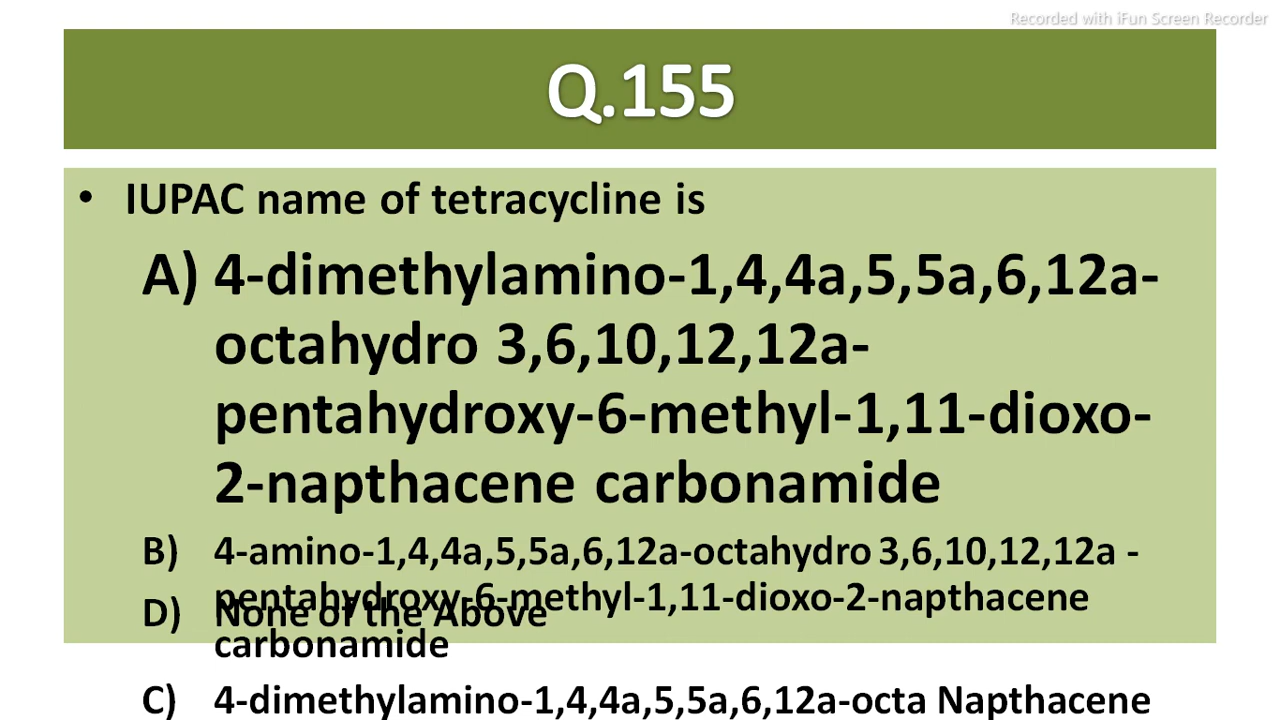 Recorded with iFun Screen Recorder
Q.155
• IUPAC name of tetracycline is
A) 4-dimethylamino-1,4,4a,5,5a,6,12a-
octahydro 3,6,10,12,12a-
pentahydroxy-6-methyl-1,11-dioxo-
2-napthacene carbonamide
B) 4-amino-1,4,4a,5,5a,6,12a-octahydro 3,6,10,12,12a -
pentahydroxy-6-methyl-1,11-dioxo-2-napthacene
carbonamide
D) None of the Above
C) 4-dimethylamino-1,4,4a,5,5a,6,12a-octa Napthacene